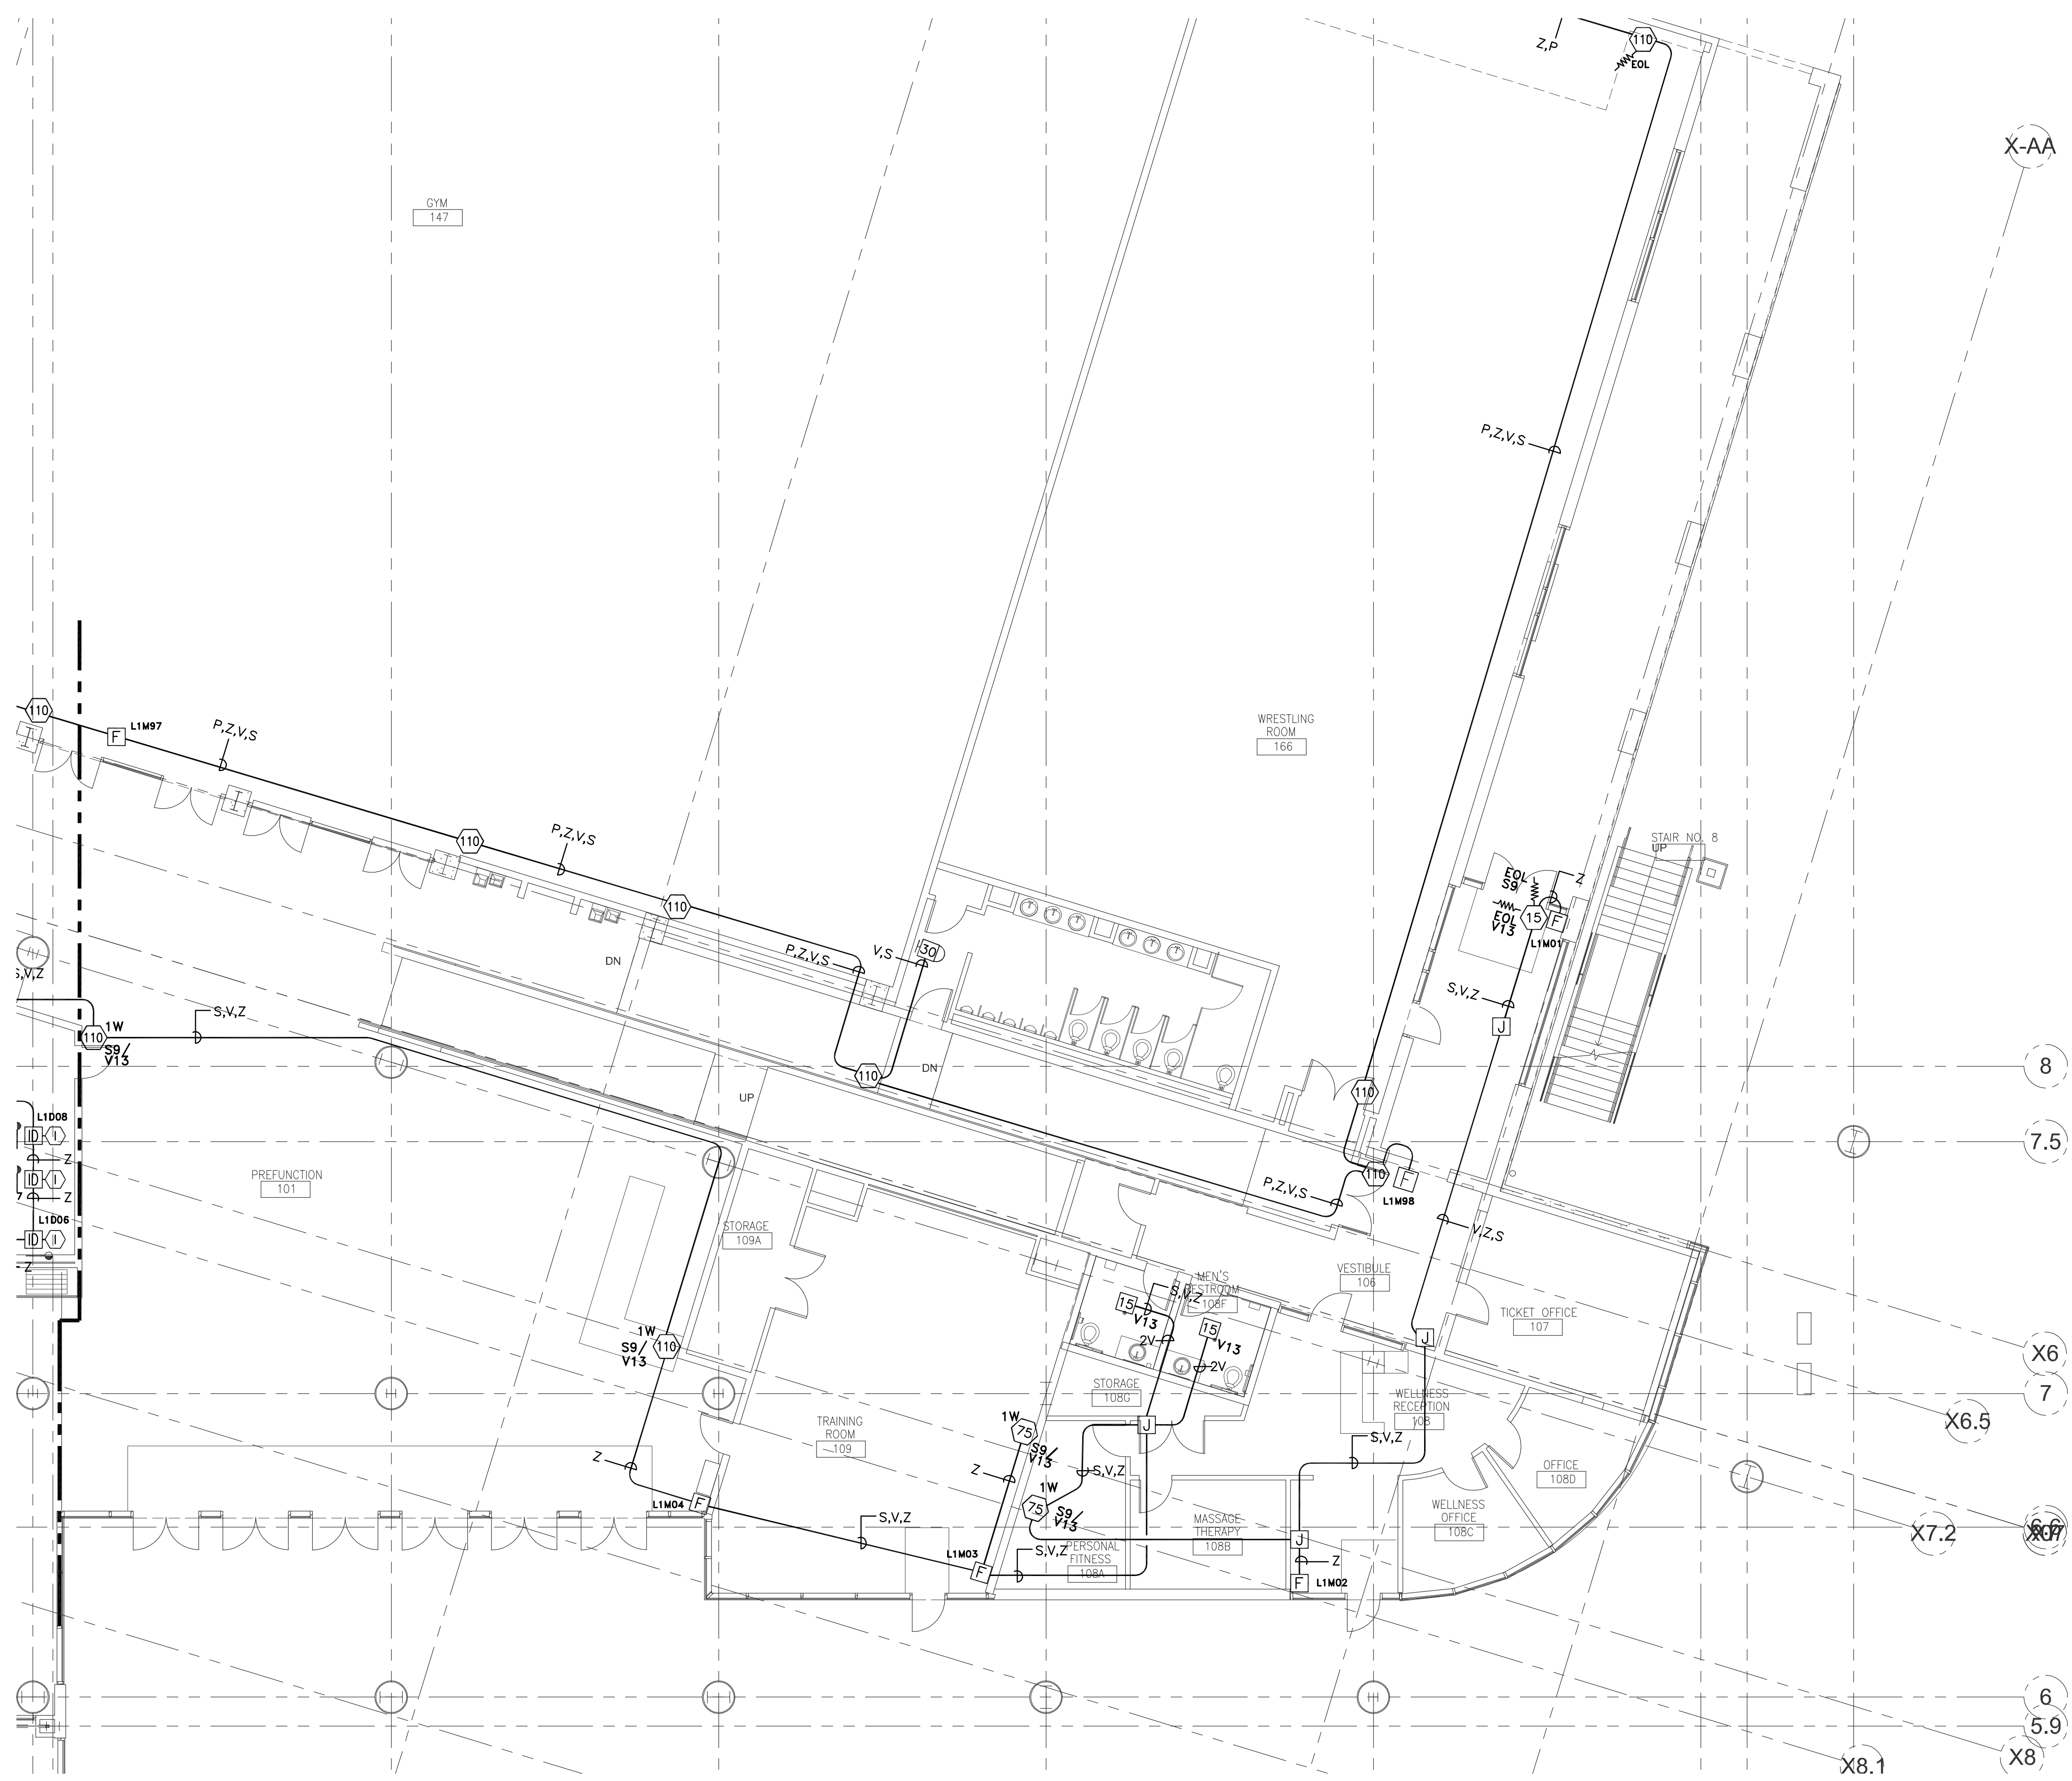 Z,P
110
EOL
X-AA
GYM
147
P,Z,V,S
110
L1M97
F
P,Z,V,S
WRESTLING
ROOM
166
110
P,Z,V,S
STAIR NO. 8
UP
EOL
S9
Z
EOL
V13
15
F
L1M01
110
P,Z,V,S
V,S
30
DN
S,V,Z
S,V,Z
J
S,V,Z
1W
110
S9/
V13
DN
110
110
8
UP
L1D08
ID
I
Z
7.5
PREFUNCTION
101
ID
I
Z
110
F
L1M98
P,Z,V,S
L1D06
ID
I
Z
STORAGE
109A
V,Z,S
VESTIBULE
106
MEN'S
RESTROOM
108F
S,V,Z
15
V13
15
V13
2V
2V
TICKET OFFICE
107
J
1W
110
S9/
V13
X6
7
STORAGE
108G
WELLNESS
RECEPTION
108
X6.5
TRAINING
ROOM
109
1W
75
S9/
V13
J
S,V,Z
S,V,Z
Z
Z
OFFICE
108D
1W
75
S9/
V13
L1M04
F
S,V,Z
MASSAGE
THERAPY
108B
WELLNESS
OFFICE
108C
X7.2
J
L1M03
F
S,V,Z
PERSONAL
FITNESS
108A
Z
F
L1M02
6
5.9
X8
X8.1